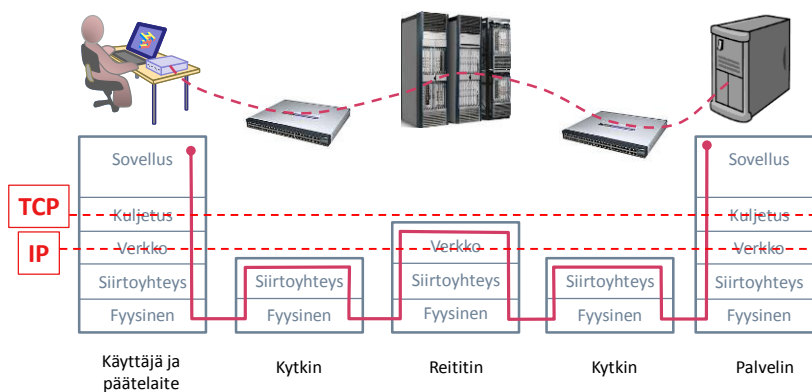 Sovellus
Sovellus
TCP
Kuljetus
Kuljetus
IP
Verkko
Verkko
Verkko
Siirtoyhteys
Siirtoyhteys
Siirtoyhteys
Siirtoyhteys
Siirtoyhteys
Fyysinen
Fyysinen
Fyysinen
Fyysinen
Fyysinen
Käyttäjä ja
päätelaite
Kytkin
Reititin
Kytkin
Palvelin